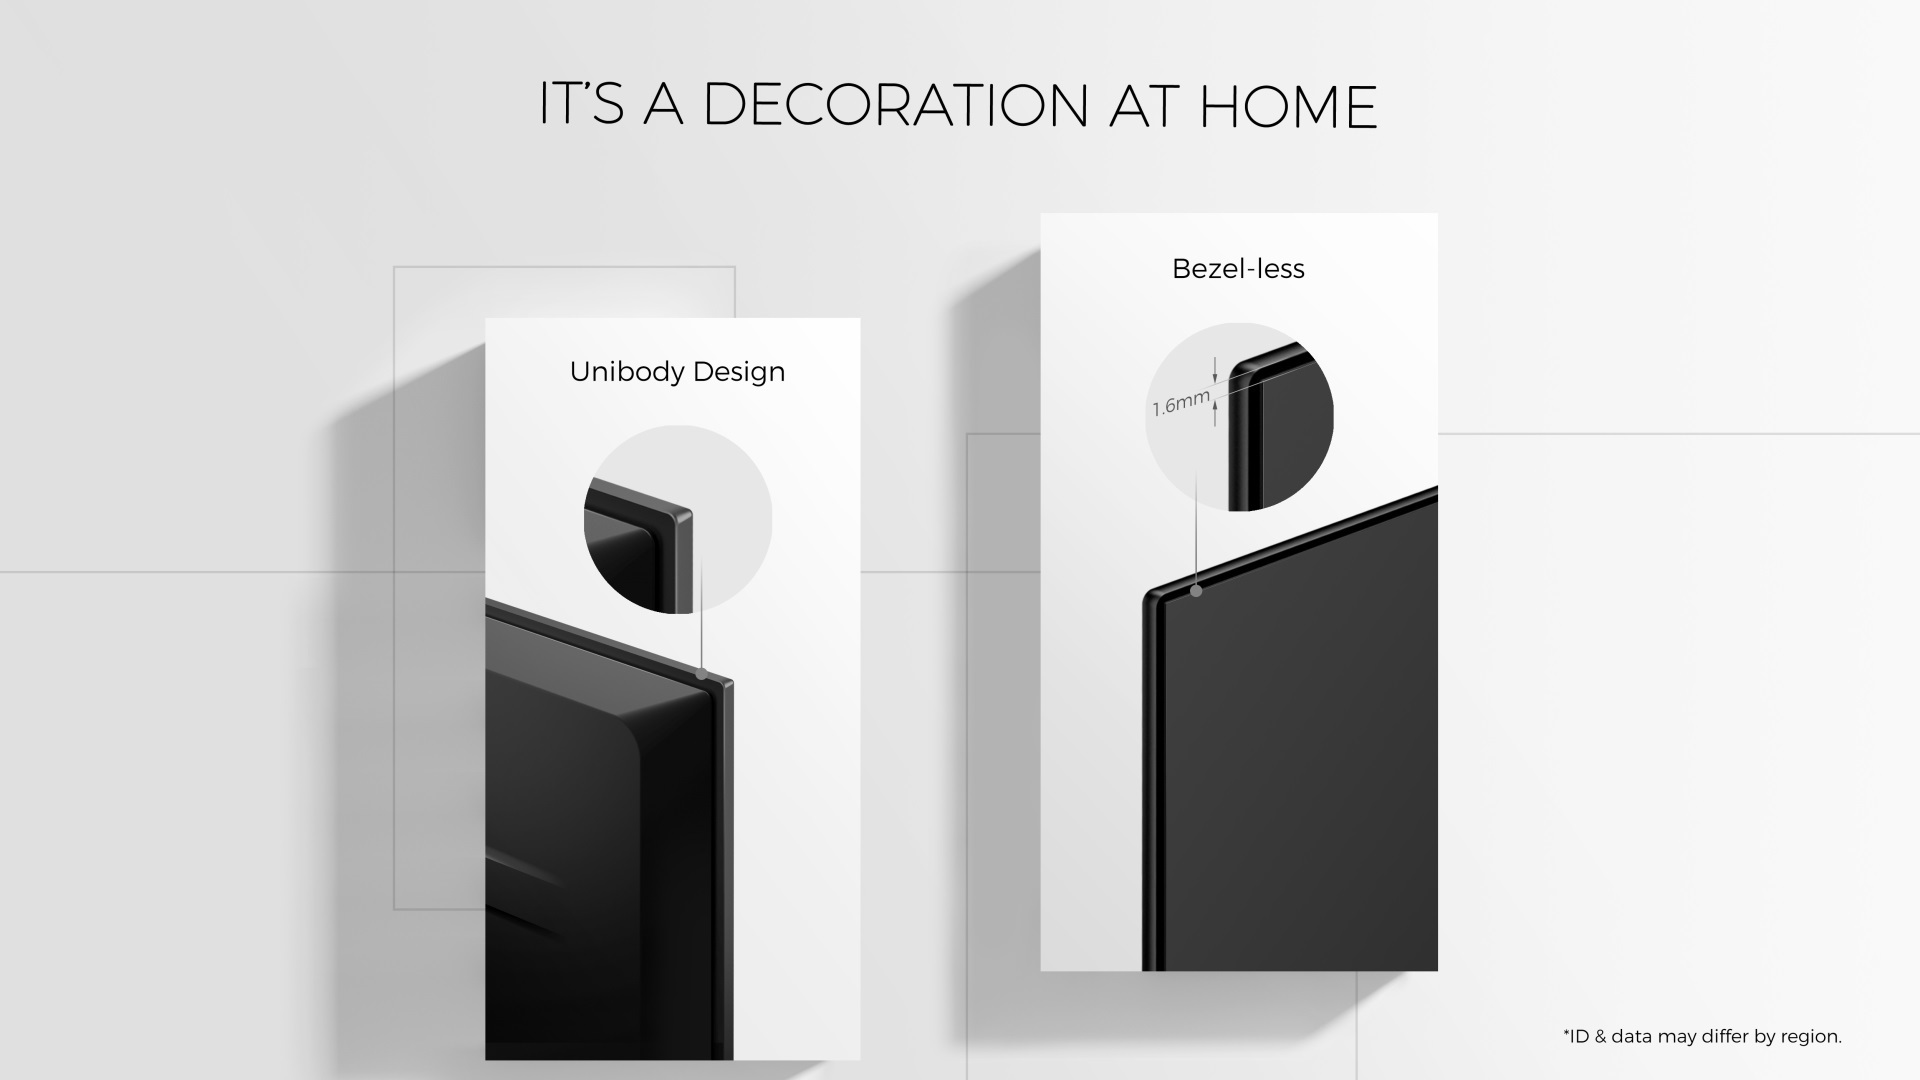 IT'S A DECORATION AT HOME
Unibody Design
Bezel-less
1.6mm
*ID & data may differ by region.